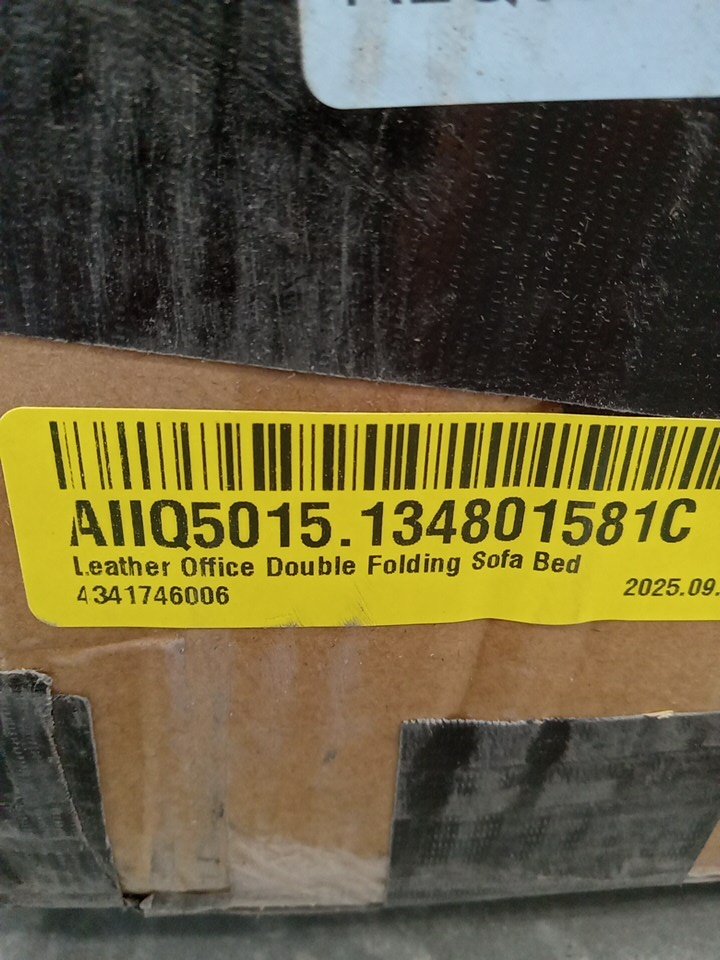 AIIQ5015.134801581C
Leather Office Double Folding Sofa Bed
4341746006
2025.09.